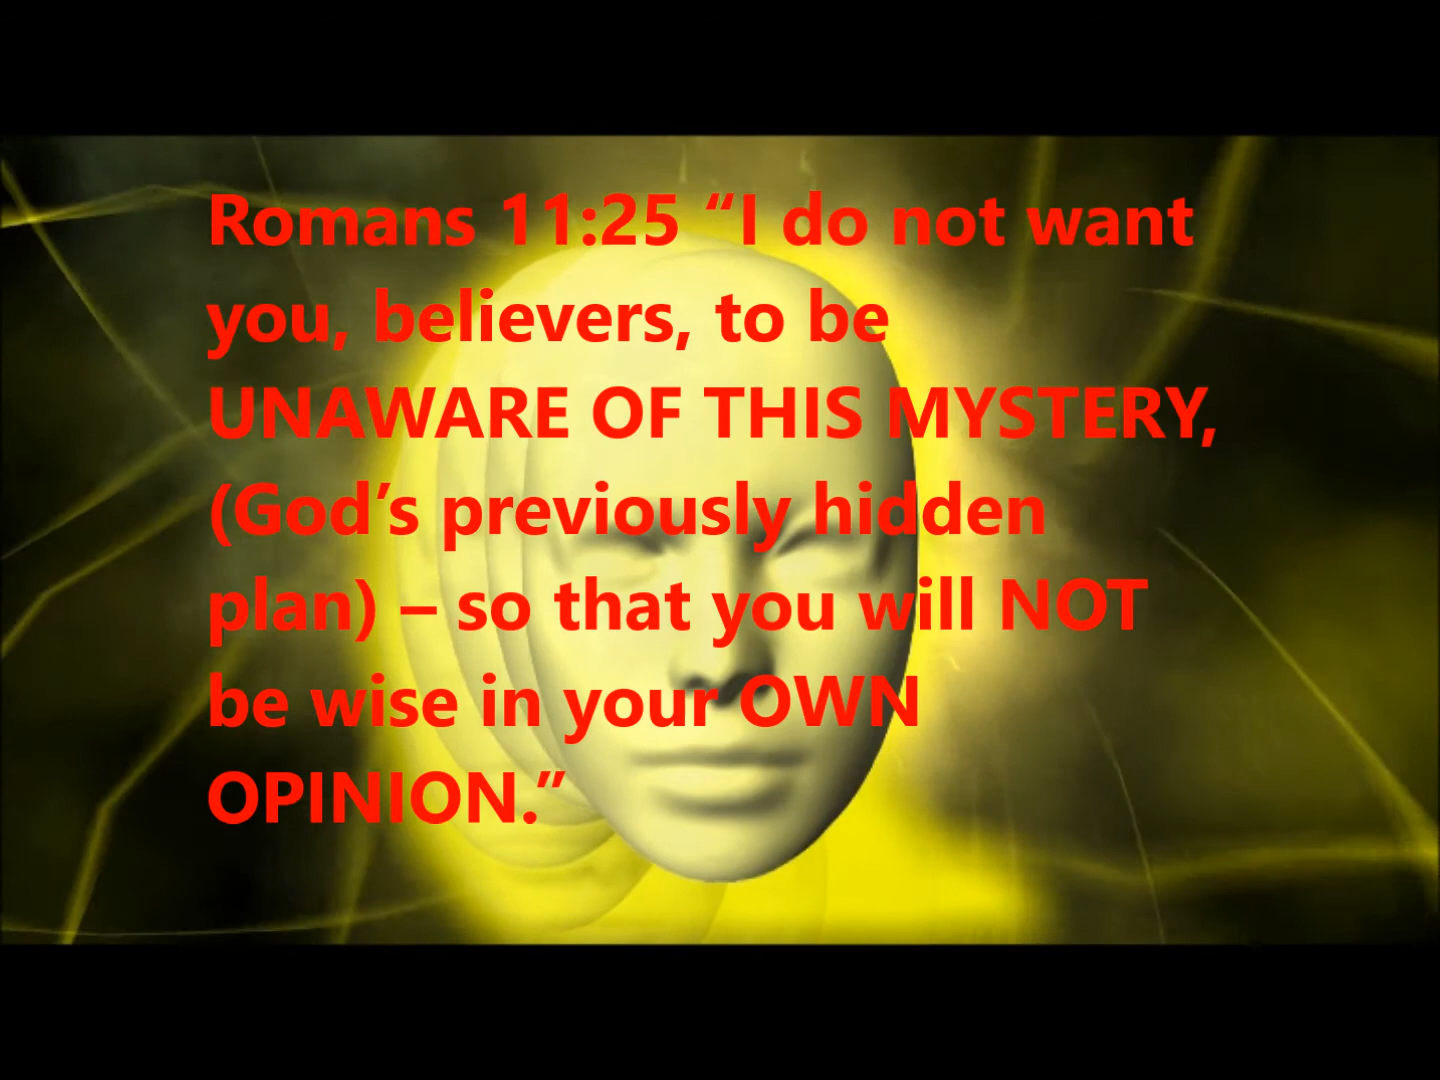 Romans 11:25 “I do not want
you, believers, to be
UNAWARE OF THIS MYSTERY,
(God’s previously hidden
plan) – so that you will NOT
be wise in your OWN
OPINION.”